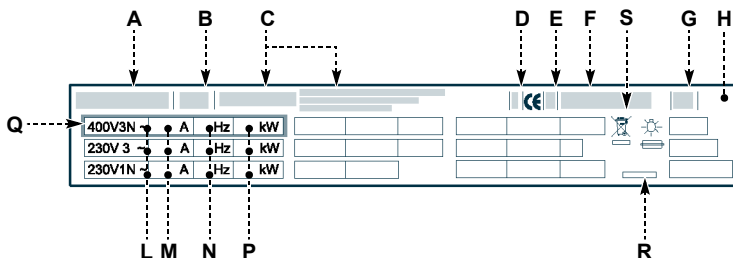 A B C D E F S G H
CE
Q 400V3N ~ A Hz kW
230V 3 ~ A Hz kW
230V1N ~ A Hz kW
L M N P R